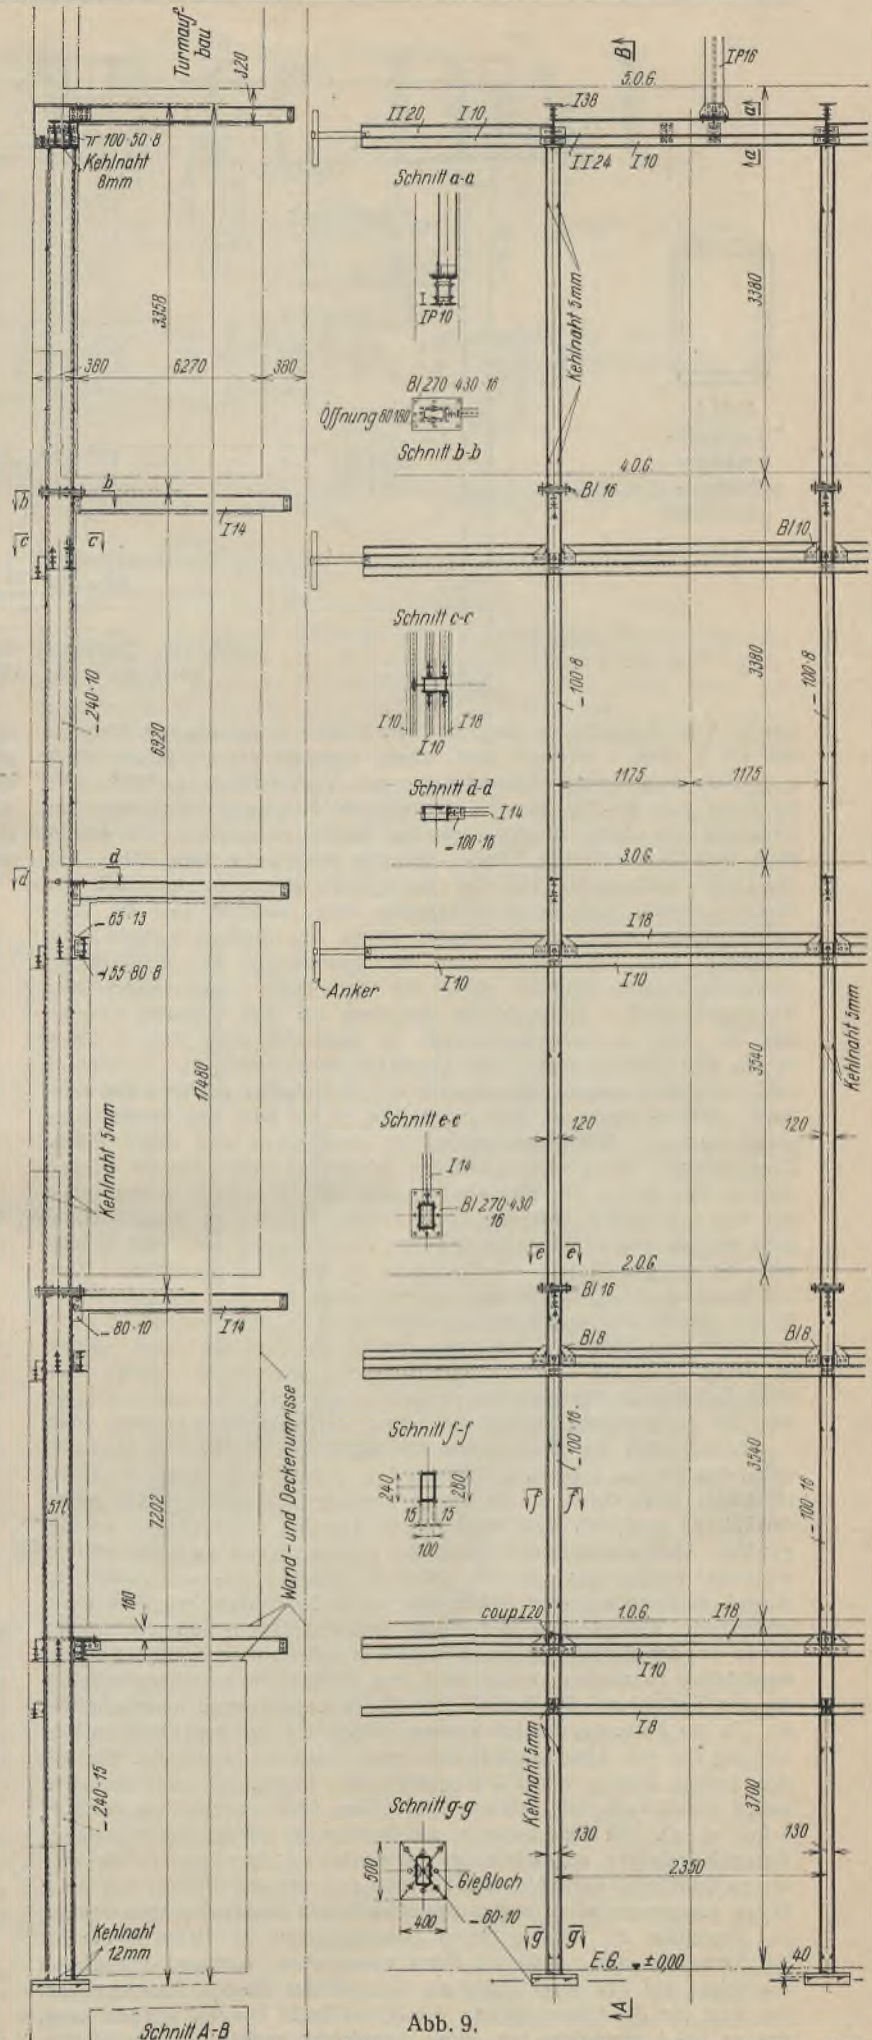 Turmauf-
bau
320
100·50·8
Kehlnaht
8mm
3358
380
6270
380
b
b
I14
c
c
240·10
6920
d
d
65·13
55·80·8
17480
Kehlnaht 5mm
80·10
I14
Wand- und Deckenumrisse
7202
160
240·15
Kehlnaht
12mm
Schnitt A-B
B
IP16
5.O.G.
I38
II20
I10
a
a
II24
I10
Schnitt a-a
I
IP10
Kehlnaht 5mm
3380
Bl 270·430·16
Öffnung 80·180
Schnitt b-b
4.O.G.
Bl 16
Bl 10
Schnitt c-c
I10
I18
I10
100·8
3380
100·8
1175
1175
Schnitt d-d
I14
100·16
3.O.G.
I18
I10
I10
Anker
3540
Kehlnaht 5mm
Schnitt e-e
120
120
I14
Bl 270·430
16
e
e
2.O.G.
Bl 16
Bl 8
Bl 8
Schnitt f-f
100·16
240
280
15
15
100
f
f
3540
100·16
coup I20
1.O.G.
I18
I10
I8
Kehlnaht 5mm
Schnitt g-g
500
Gießloch
400
60·10
130
130
2350
3700
g
g
E.G.
±0,00
40
A
Abb. 9.